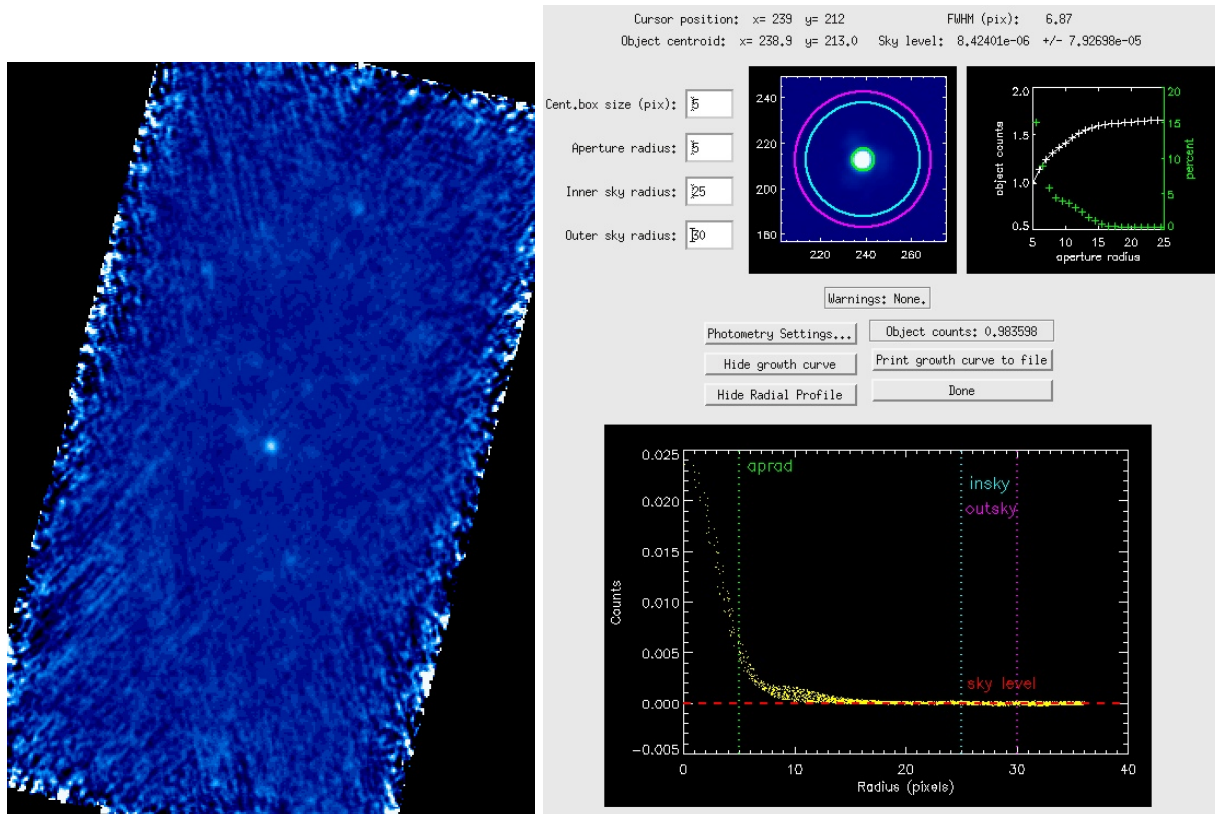 Cursor position: x= 239 y= 212 FWHM (pix): 6.87
Object centroid: x= 238.9 y= 213.0 Sky level: 8.42401e-06 +/- 7.92698e-05
Cent.box size (pix): 5
Aperture radius: 5
Inner sky radius: 25
Outer sky radius: 30
240
220
200
180
220 240 260
2.0
1.5
1.0
0.5
object counts
20
15
10
5
0
percent
5 10 15 20 25
aperture radius
Warnings: None.
Photometry Settings... Object counts: 0.983598
Hide growth curve Print growth curve to file
Hide Radial Profile Done
0.025
0.020
0.015
0.010
0.005
0.000
-0.005
Counts
aprad
insky
outsky
sky level
0 10 20 30 40
Radius (pixels)